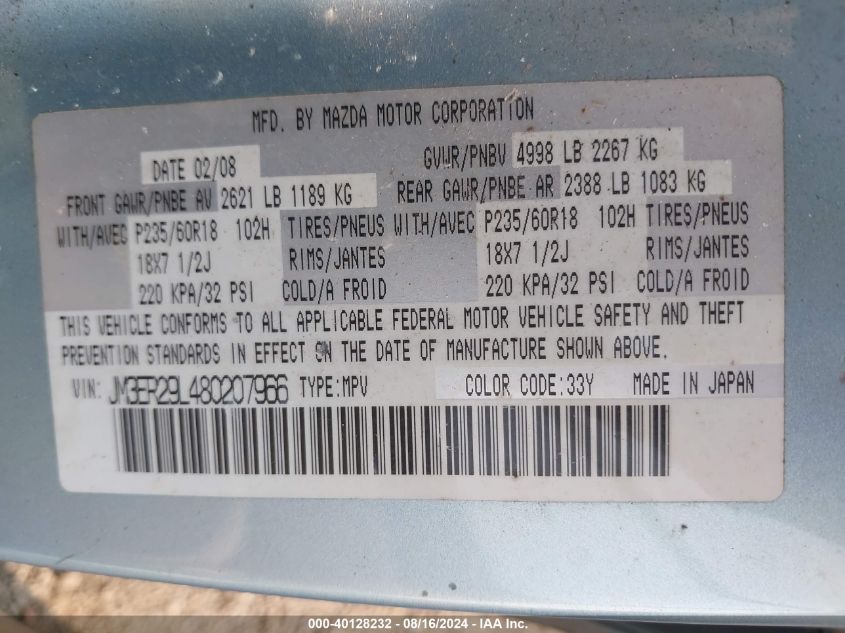 MFD. BY MAZDA MOTOR CORPORATION
DATE 02/08 GVWR/PNBV 4998 LB 2267 KG
FRONT GAWR/PNBE AV 2621 LB 1189 KG REAR GAWR/PNBE AR 2388 LB 1083 KG
WITH/AVEC P235/60R18 102H TIRES/PNEUS WITH/AVEC P235/60R18 102H TIRES/PNEUS
18X7 1/2J RIMS/JANTES 18X7 1/2J RIMS/JANTES
220 KPA/32 PSI COLD/A FROID 220 KPA/32 PSI COLD/A FROID
THIS VEHICLE CONFORMS TO ALL APPLICABLE FEDERAL MOTOR VEHICLE SAFETY AND THEFT
PREVENTION STANDARDS IN EFFECT ON THE DATE OF MANUFACTURE SHOWN ABOVE.
VIN: JM3ER29L480207966 TYPE:MPV COLOR CODE:33Y MADE IN JAPAN
000-40128232 - 08/16/2024 - IAA Inc.